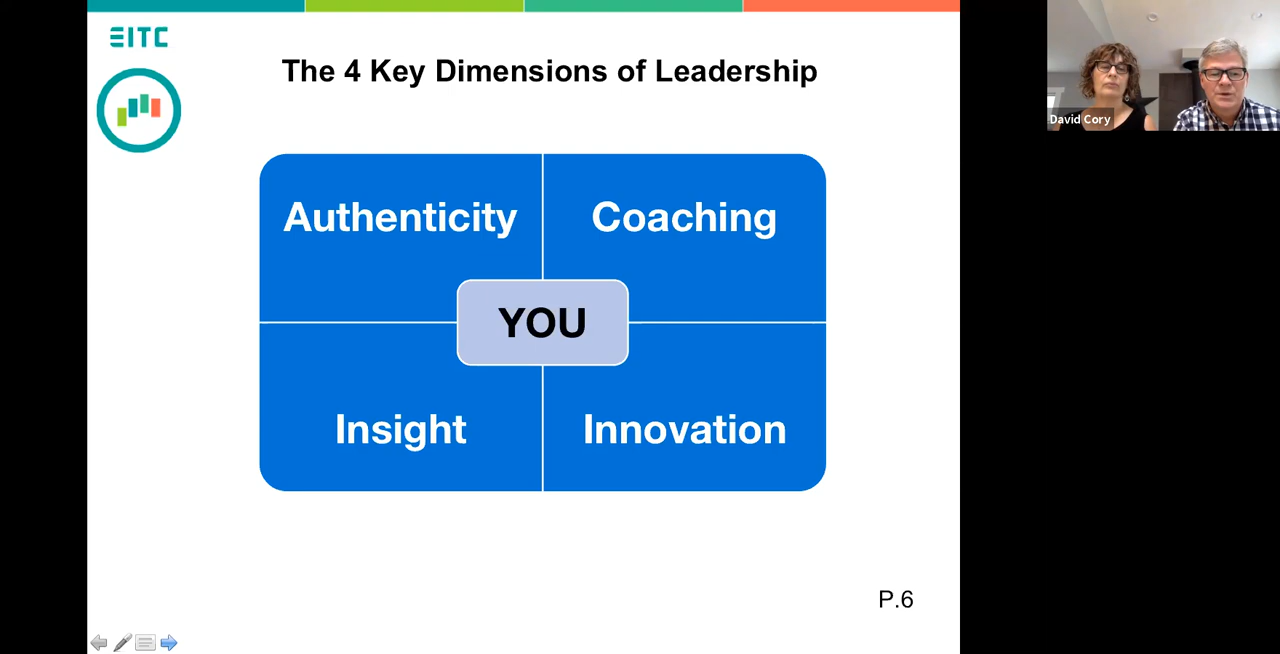 EITC
The 4 Key Dimensions of Leadership
David Cory
Authenticity
Coaching
YOU
Insight
Innovation
P.6